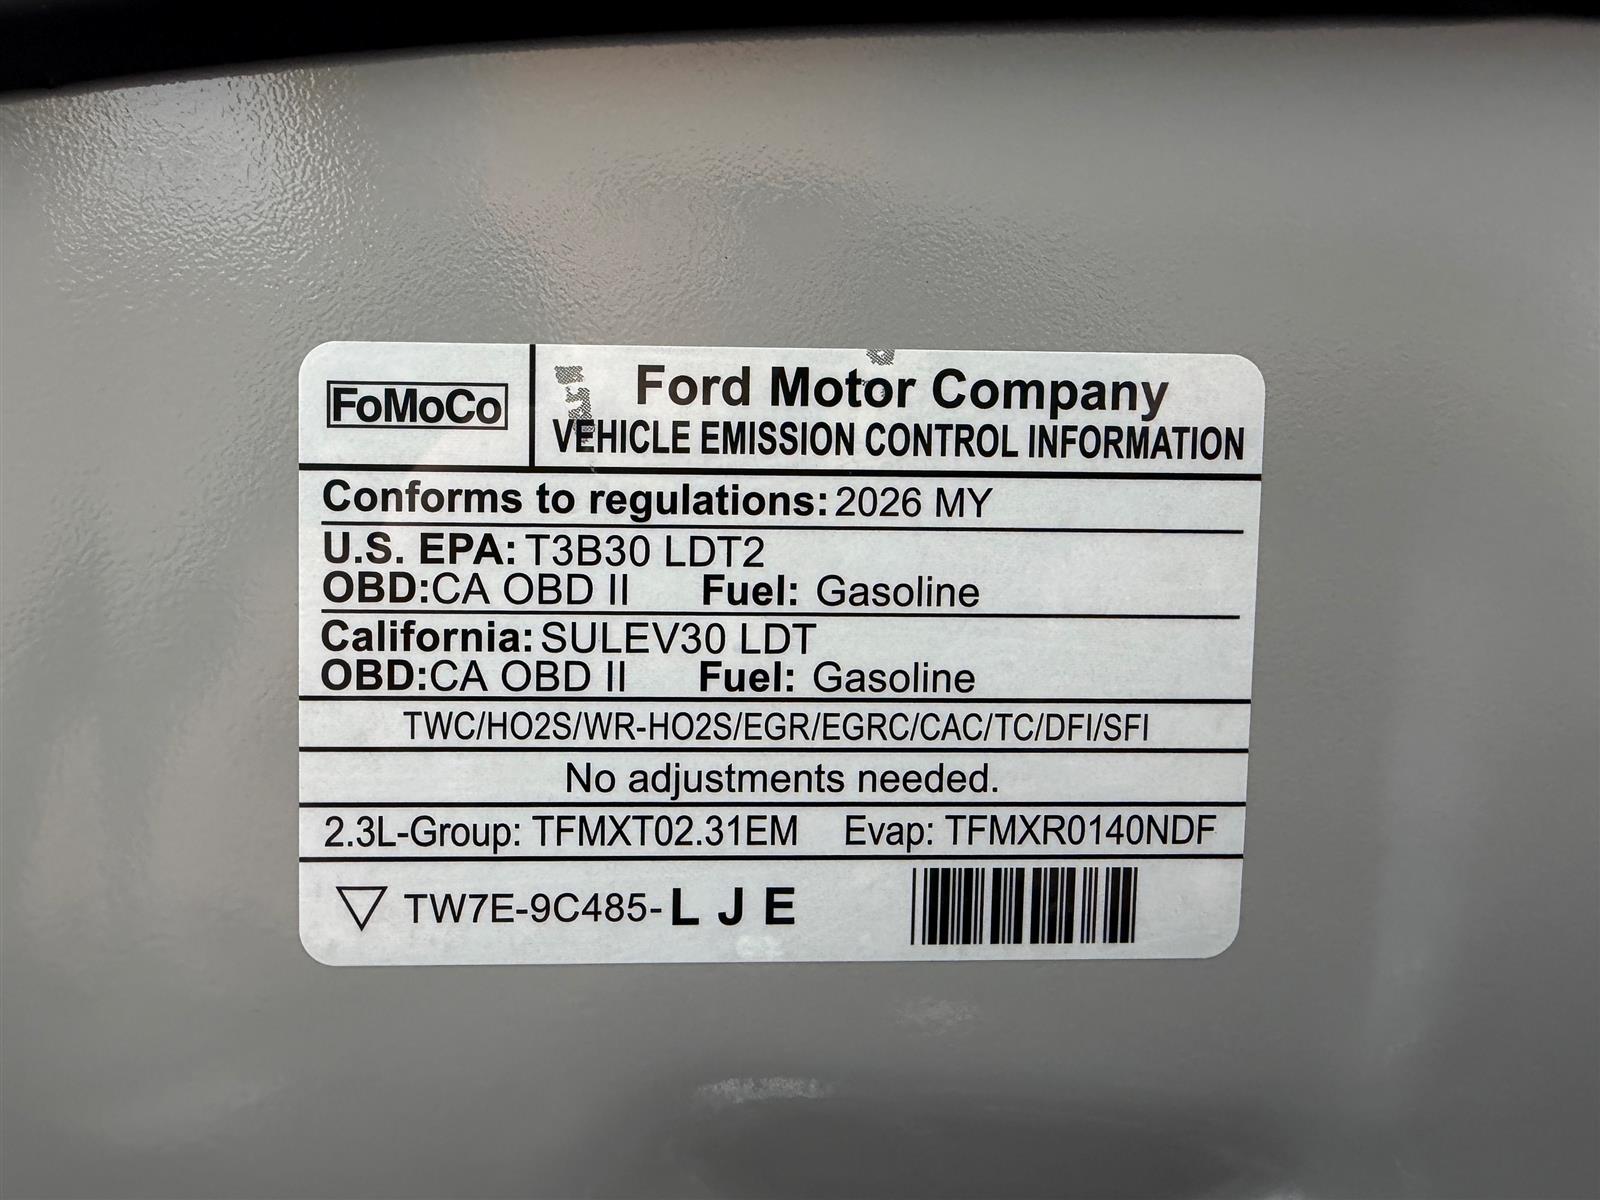 FoMoCo
Ford Motor Company
VEHICLE EMISSION CONTROL INFORMATION
Conforms to regulations: 2026 MY
U.S. EPA: T3B30 LDT2
OBD:CA OBD II Fuel: Gasoline
California: SULEV30 LDT
OBD:CA OBD II Fuel: Gasoline
TWC/HO2S/WR-HO2S/EGR/EGRC/CAC/TC/DFI/SFI
No adjustments needed.
2.3L-Group: TFMXT02.31EM Evap: TFMXR0140NDF
TW7E-9C485-L J E